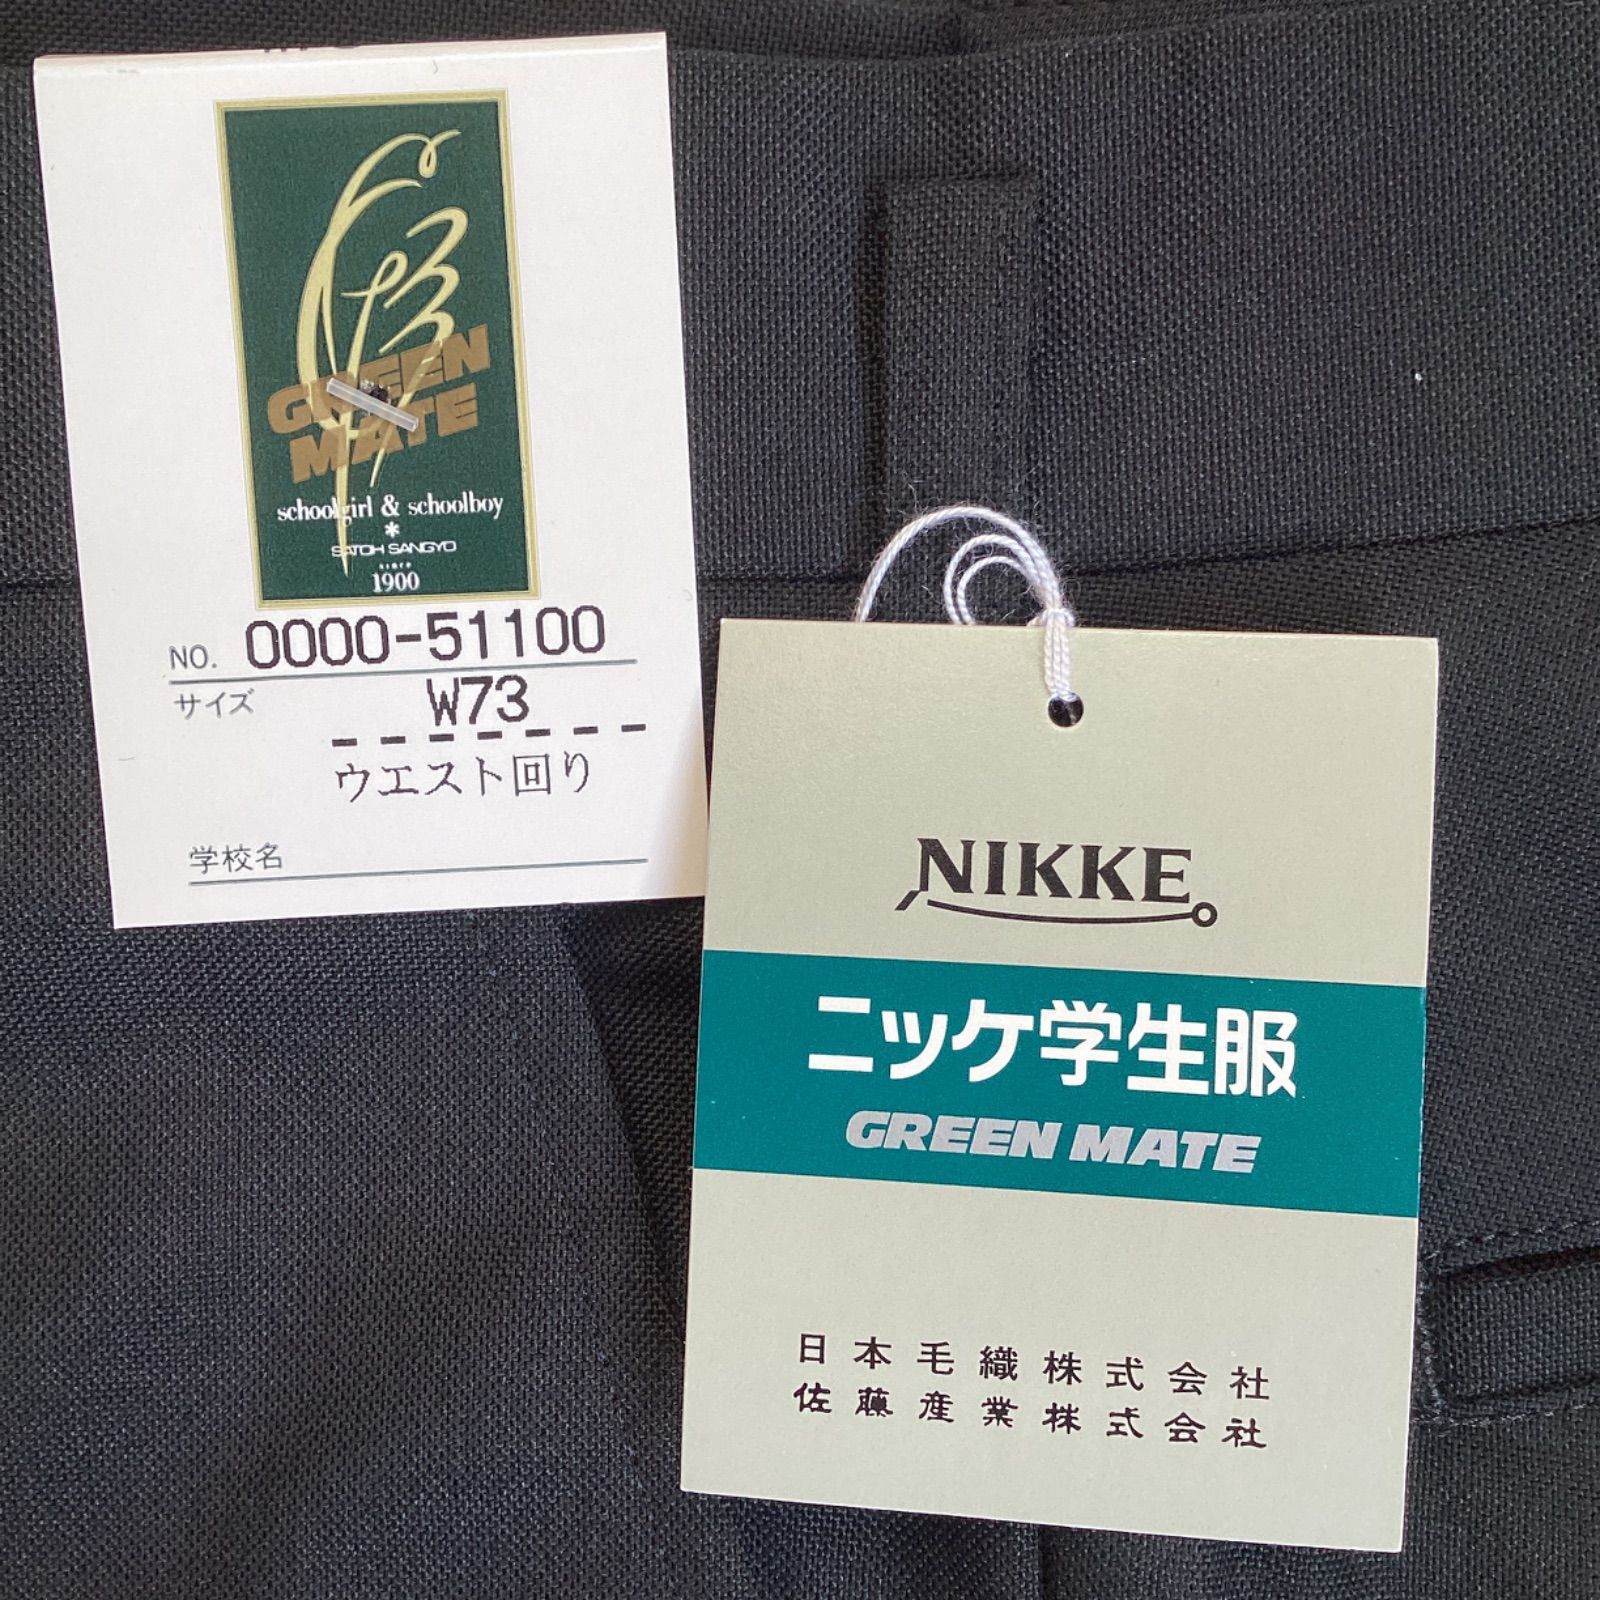 GREEN
MATE
schoolgirl & schoolboy
*
SATOH SANGYO
since
1900
NO. 0000-51100
サイズ W73
ウエスト回り
学校名
NIKKE
ニッケ学生服
GREEN MATE
日本毛織株式会社
佐藤産業株式会社